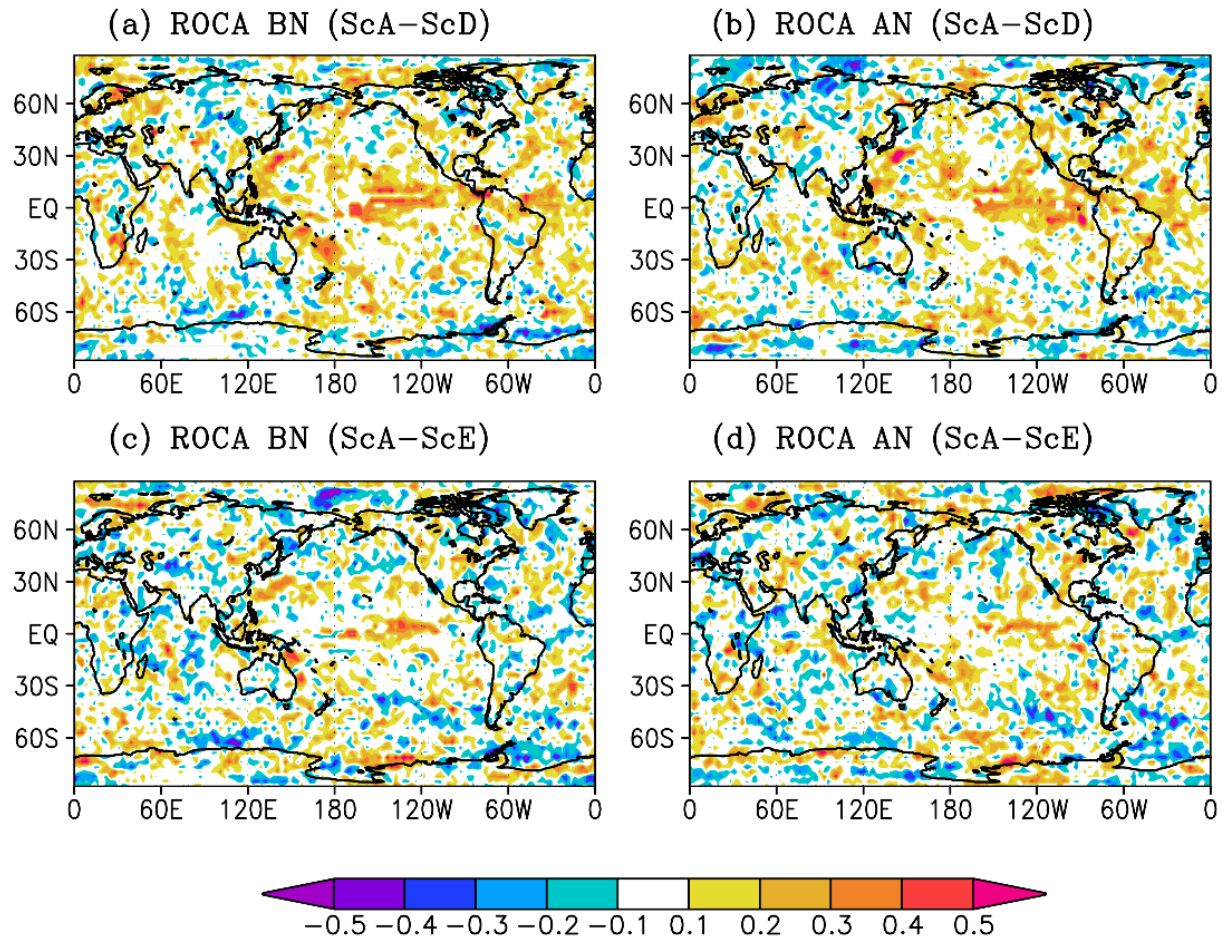 (a) ROCA BN (ScA−ScD)
(b) ROCA AN (ScA−ScD)
60N
30N
EQ
30S
60S
0 60E 120E 180 120W 60W 0
60N
30N
EQ
30S
60S
0 60E 120E 180 120W 60W 0
(c) ROCA BN (ScA−ScE)
(d) ROCA AN (ScA−ScE)
60N
30N
EQ
30S
60S
0 60E 120E 180 120W 60W 0
60N
30N
EQ
30S
60S
0 60E 120E 180 120W 60W 0
−0.5 −0.4 −0.3 −0.2 −0.1 0.1 0.2 0.3 0.4 0.5